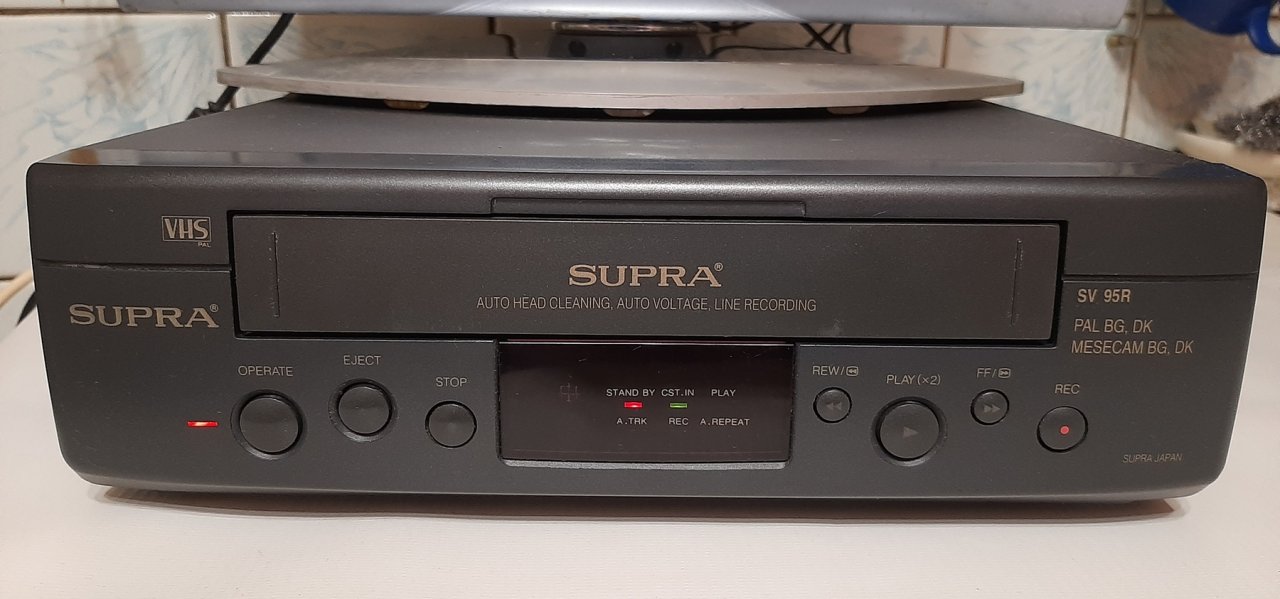 VHS
PAL
SUPRA®
SUPRA®
AUTO HEAD CLEANING, AUTO VOLTAGE, LINE RECORDING
SV 95R
PAL BG, DK
MESECAM BG, DK
OPERATE
EJECT
STOP
STAND BY CST.IN PLAY
A.TRK REC A.REPEAT
REW/
PLAY (×2)
FF/
REC
SUPRA JAPAN